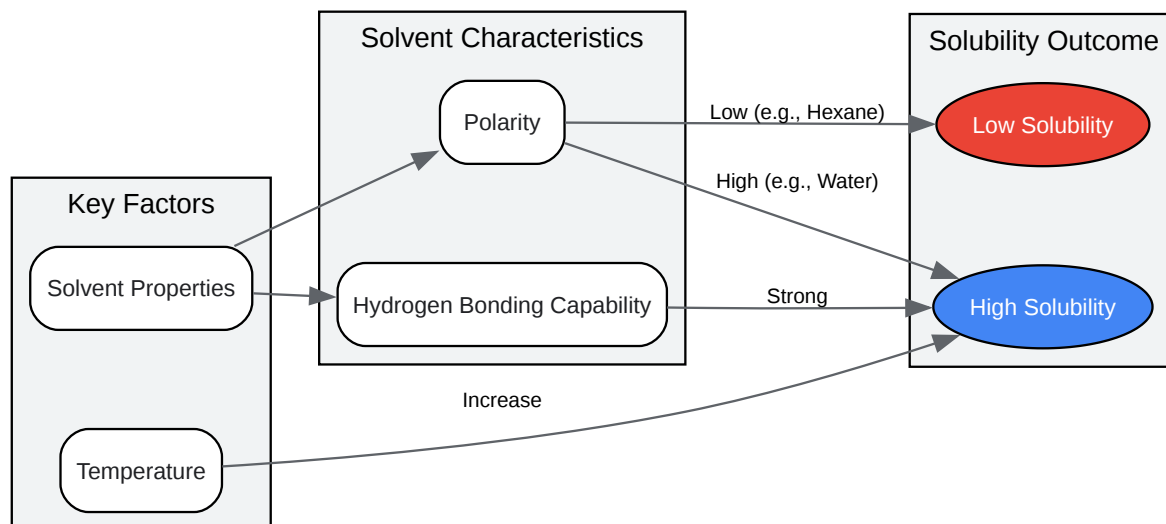 Solvent Characteristics
Solubility Outcome
Polarity
Low (e.g., Hexane)
Low Solubility
High (e.g., Water)
Key Factors
Solvent Properties
Hydrogen Bonding Capability
Strong
High Solubility
Increase
Temperature